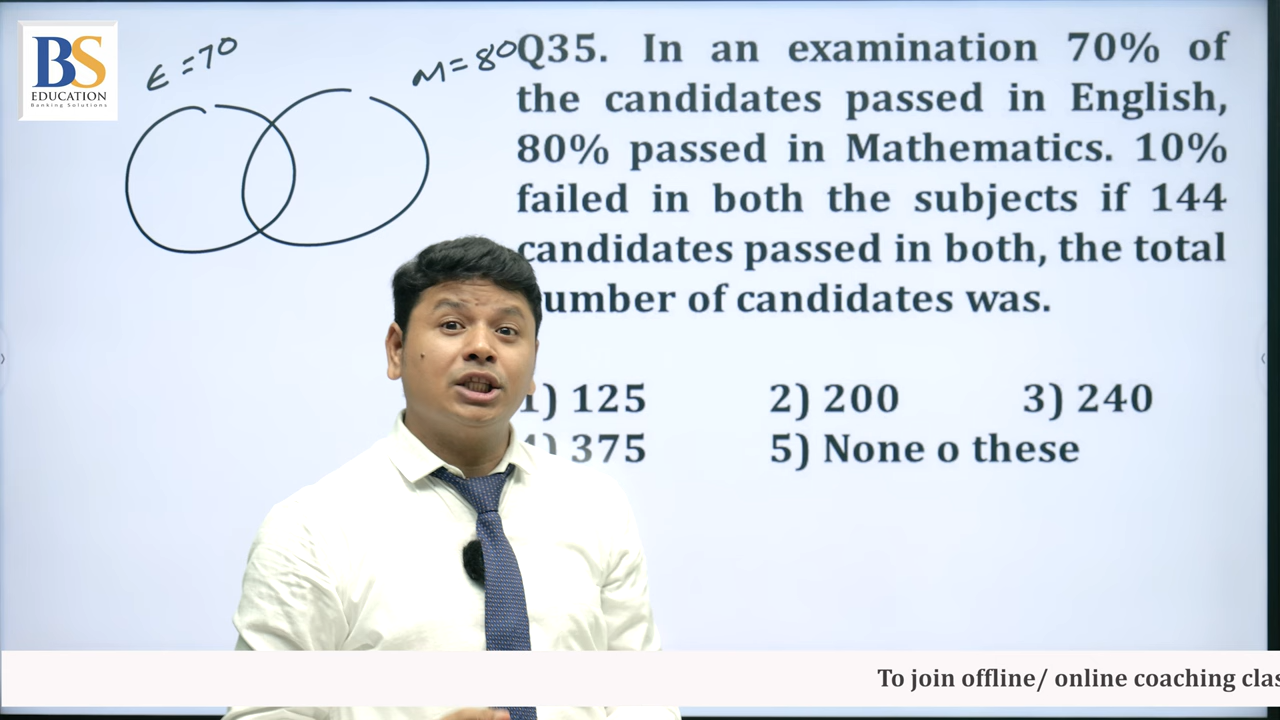 BS
EDUCATION
Banking Solutions
E = 70
M = 80
Q35. In an examination 70% of
the candidates passed in English,
80% passed in Mathematics. 10%
failed in both the subjects if 144
candidates passed in both, the total
number of candidates was.
1) 125 2) 200 3) 240
4) 375 5) None o these
To join offline/ online coaching clas